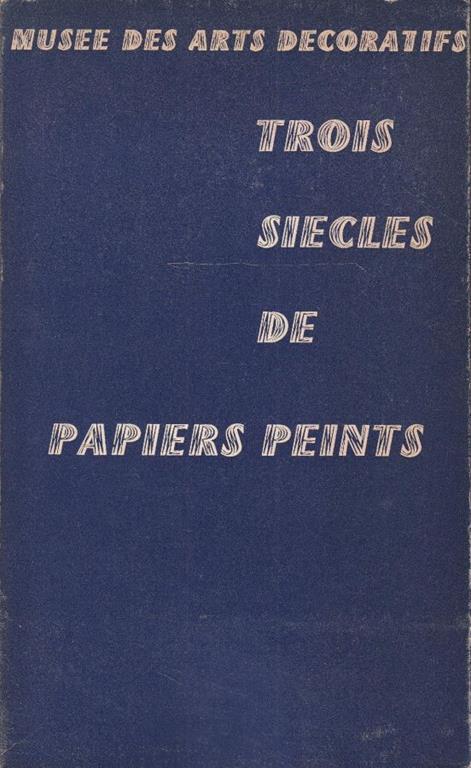 MUSEE DES ARTS DECORATIFS
TROIS
SIECLES
DE
PAPIERS PEINTS